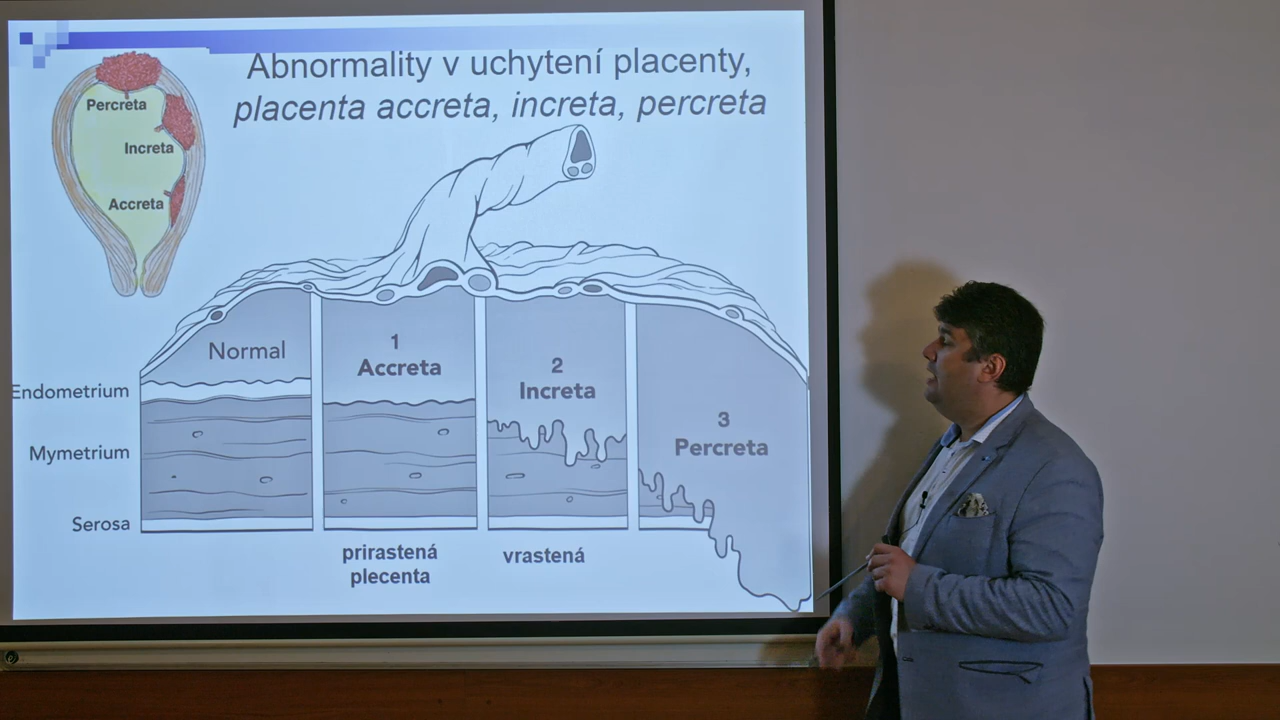 Abnormality v uchytení placenty,
placenta accreta, increta, percreta
Percreta
Increta
Accreta
Normal
1
Accreta
2
Increta
3
Percreta
Endometrium
Mymetrium
Serosa
prirastená
plecenta
vrastená